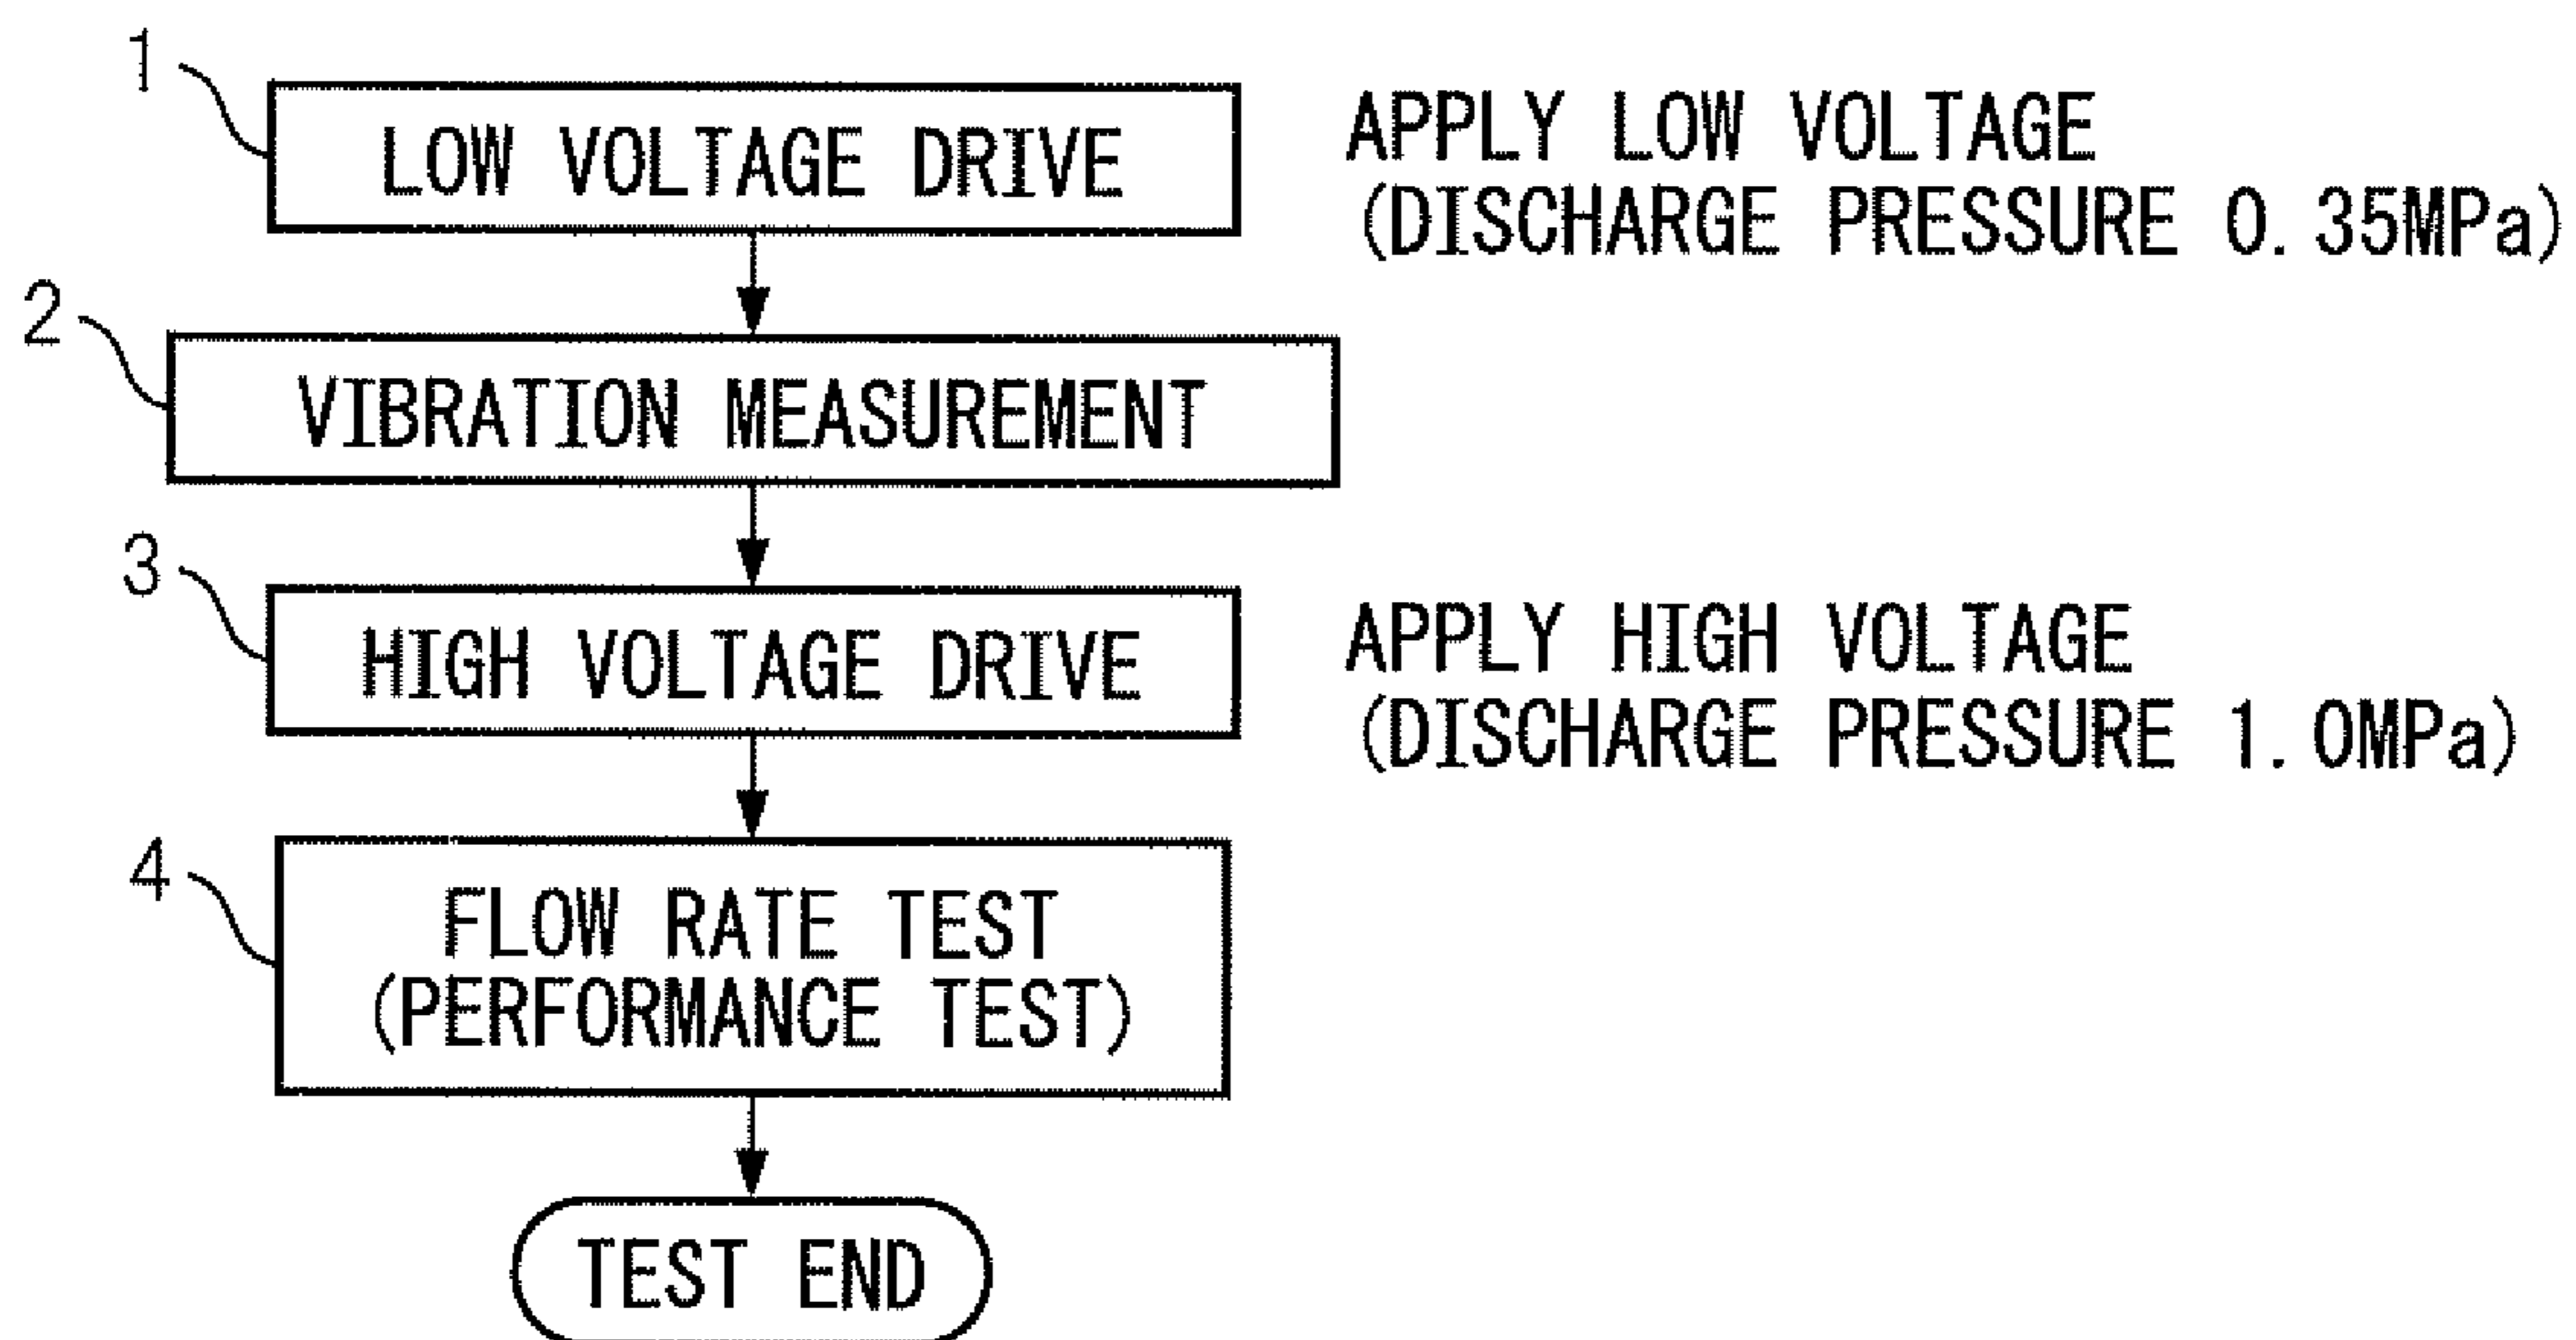 1
LOW VOLTAGE DRIVE
APPLY LOW VOLTAGE
(DISCHARGE PRESSURE 0.35MPa)
2
VIBRATION MEASUREMENT
3
HIGH VOLTAGE DRIVE
APPLY HIGH VOLTAGE
(DISCHARGE PRESSURE 1.0MPa)
4
FLOW RATE TEST
(PERFORMANCE TEST)
TEST END